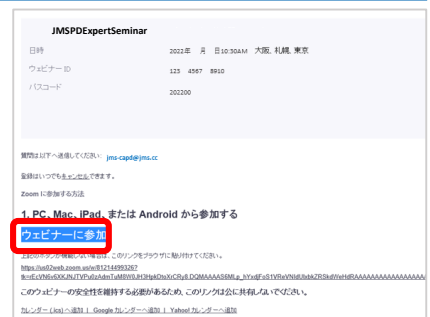 JMSPDExpertSeminar
日時 2022年 月 日10:30AM 大阪, 札幌, 東京
ウェビナー ID 123 4567 8910
パスコード 202200
質問は以下へ送信してください: jms-capd@jms.cc
登録はいつでもキャンセルできます。
Zoom に参加する方法
1. PC、Mac、iPad、または Android から参加する
ウェビナーに参加
上記のボタンが機能しない場合は、このリンクをブラウザに貼り付けてください。
https://us02web.zoom.us/w/81214499326?
このウェビナーの安全性を維持する必要があるため、このリンクは公に共有しないでください。
カレンダー (.ics) へ追加 | Google カレンダーへ追加 | Yahoo! カレンダーへ追加